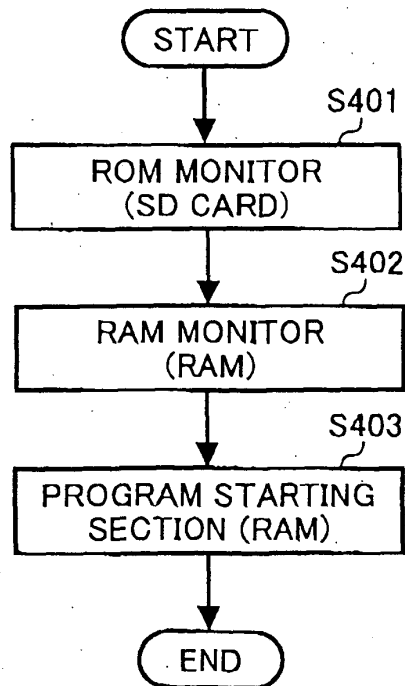 START
S401
ROM MONITOR
(SD CARD)
S402
RAM MONITOR
(RAM)
S403
PROGRAM STARTING
SECTION (RAM)
END